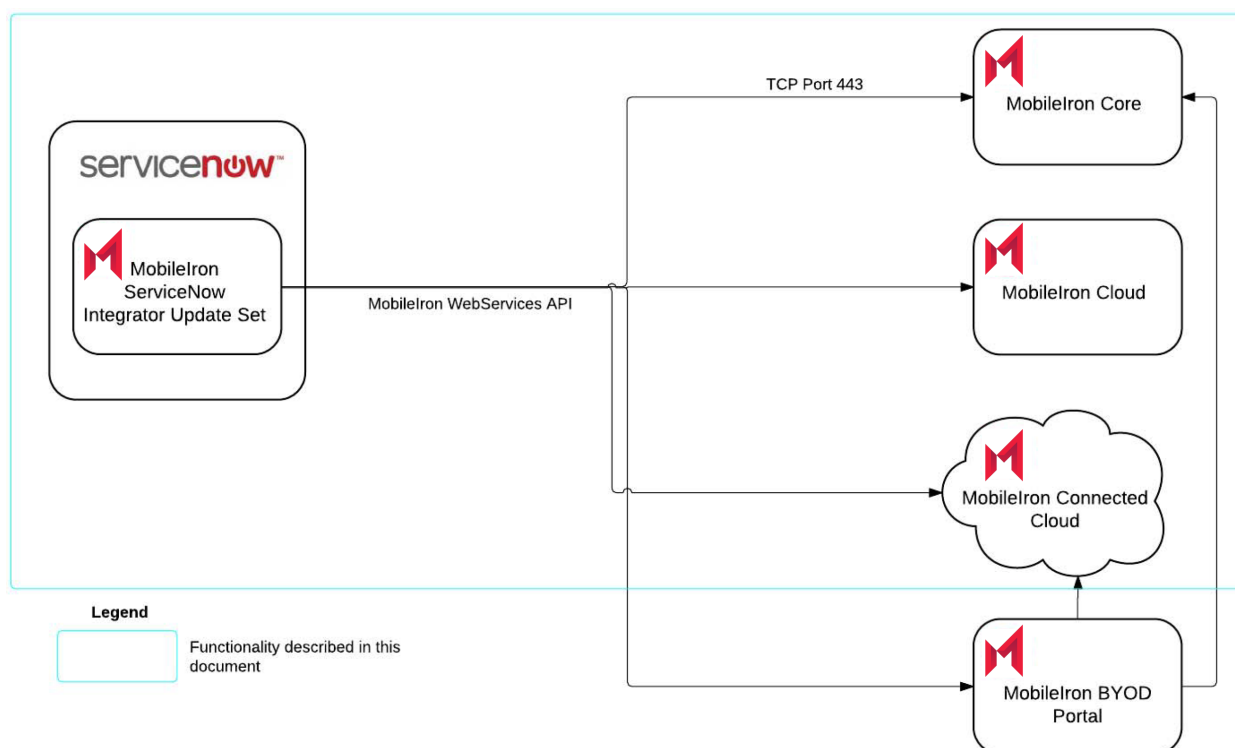 TCP Port 443
MobileIron Core
servicenow™
MobileIron
ServiceNow
Integrator Update Set
MobileIron WebServices API
MobileIron Cloud
MobileIron Connected
Cloud
Legend
Functionality described in this
document
MobileIron BYOD
Portal